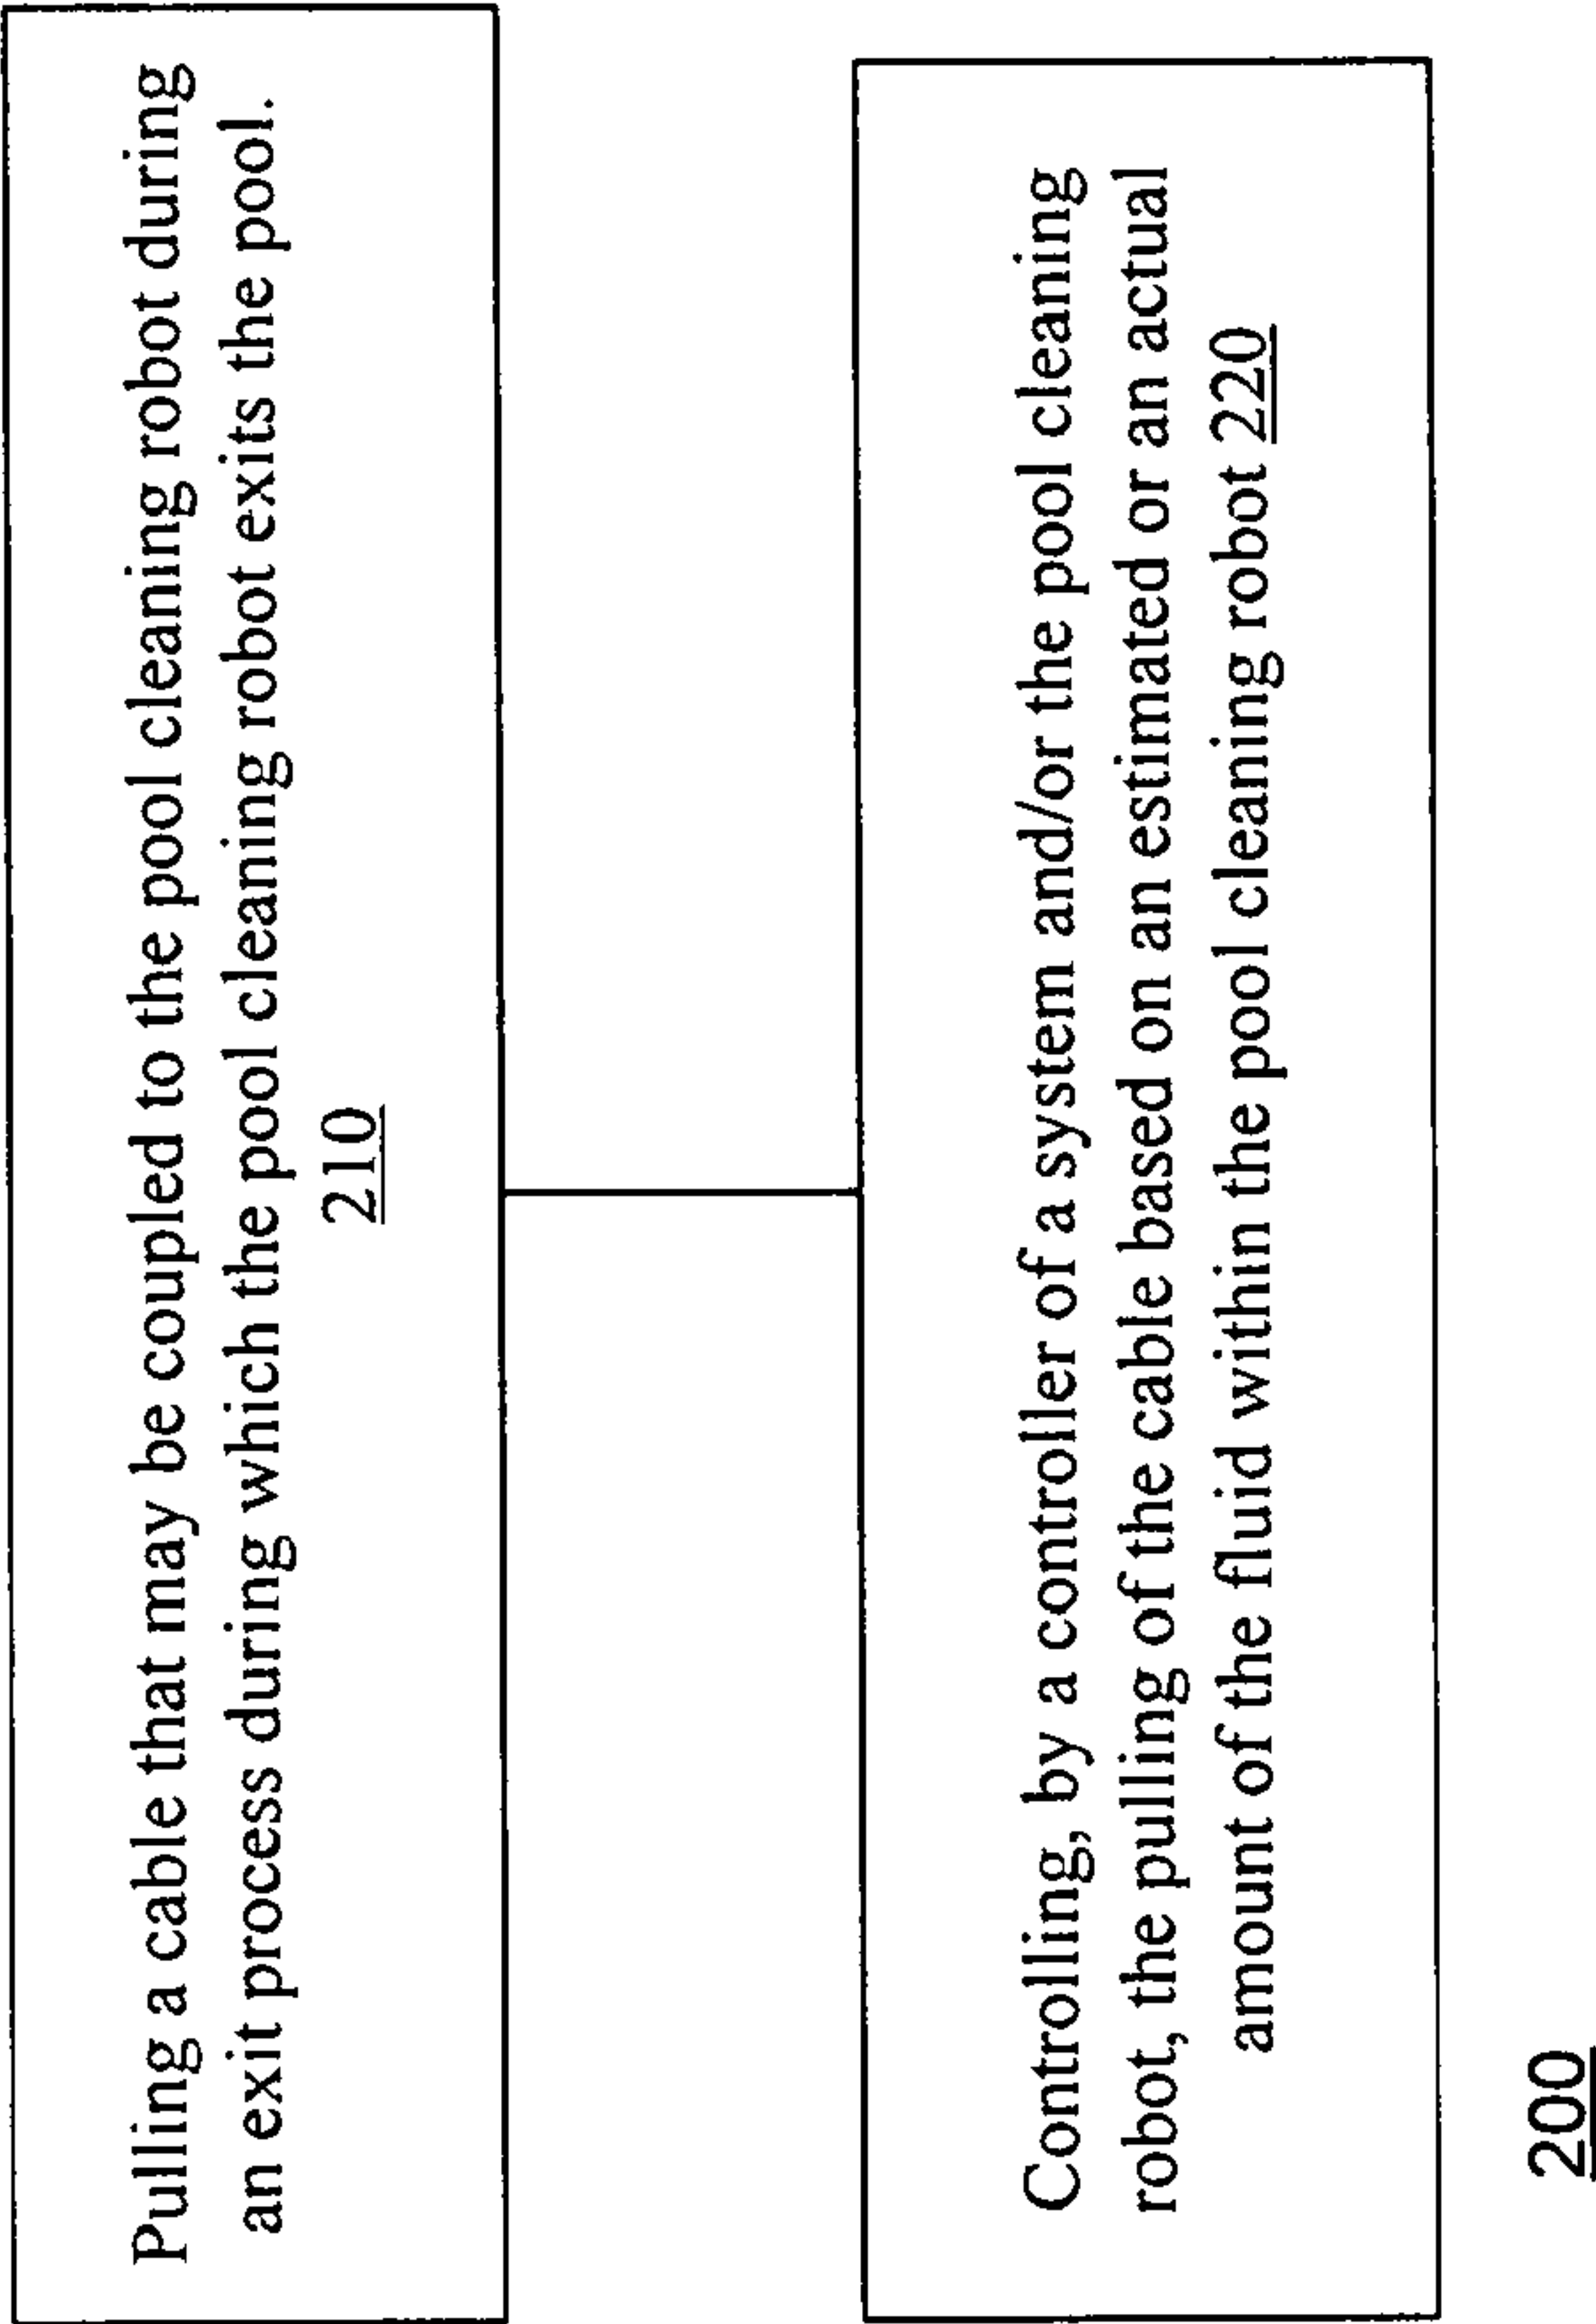 Pulling a cable that may be coupled to the pool cleaning robot during
an exit process during which the pool cleaning robot exits the pool.
210
Controlling, by a controller of a system and/or the pool cleaning
robot, the pulling of the cable based on an estimated or an actual
amount of the fluid within the pool cleaning robot 220
200